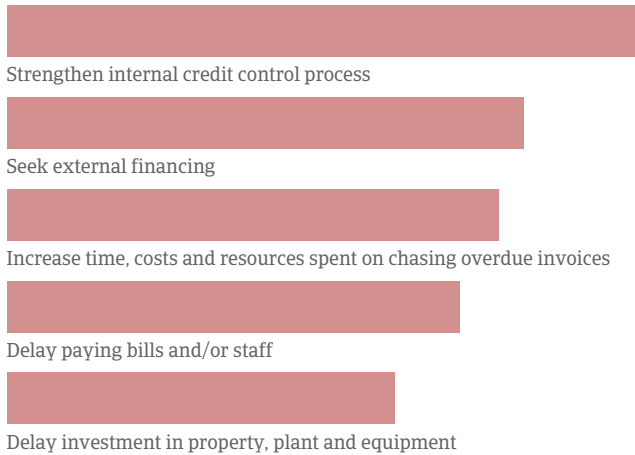 Strengthen internal credit control process
Seek external financing
Increase time, costs and resources spent on chasing overdue invoices
Delay paying bills and/or staff
Delay investment in property, plant and equipment